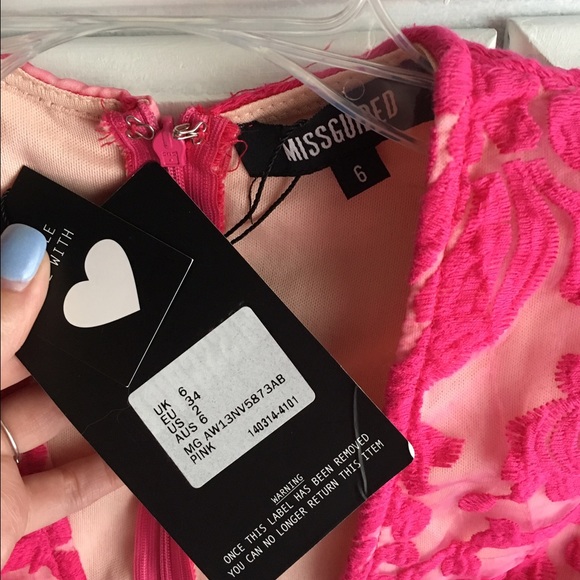 MISSGUIDED
6
WITH
UK 6
EU 34
US 2
AUS 6
MG AW13NV5873AB
PINK 140314-4101
WARNING
ONCE THIS LABEL HAS BEEN REMOVED
YOU CAN NO LONGER RETURN THIS ITEM